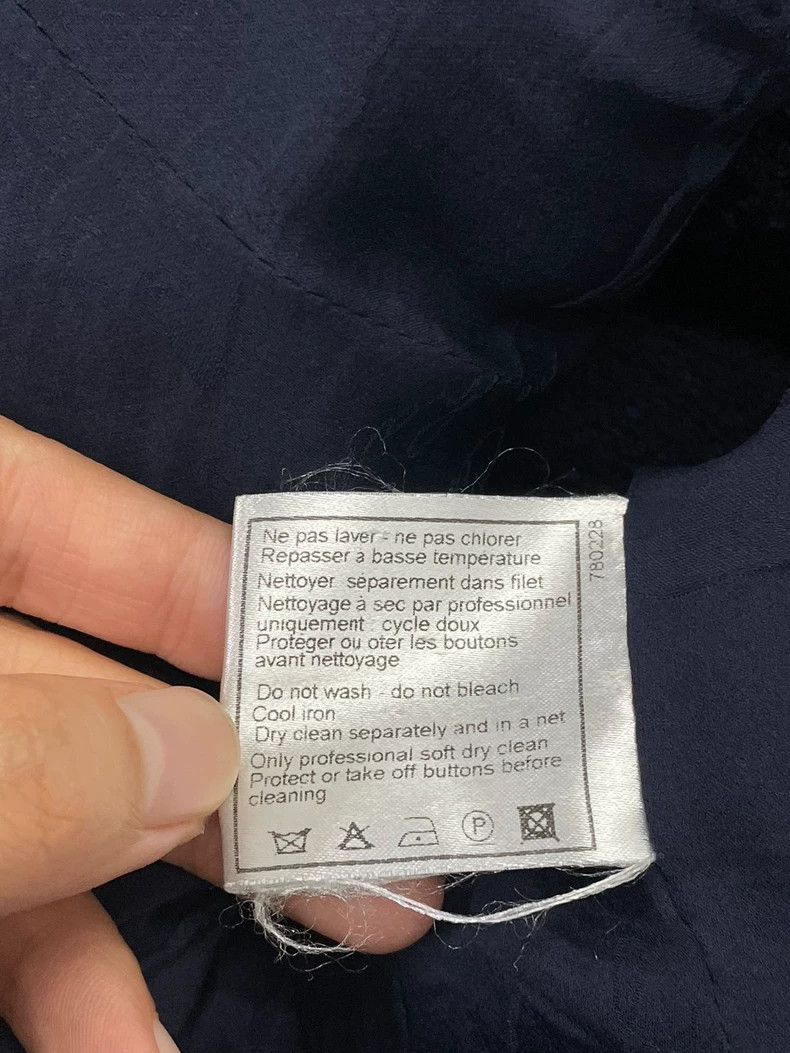 Ne pas laver - ne pas chlorer
Repasser à basse température
Nettoyer séparement dans filet
Nettoyage à sec par professionnel
uniquement : cycle doux
Protéger ou oter les boutons
avant nettoyage
Do not wash - do not bleach
Cool iron
Dry clean separately and in a net
Only professional soft dry clean
Protect or take off buttons before
cleaning
P
780228